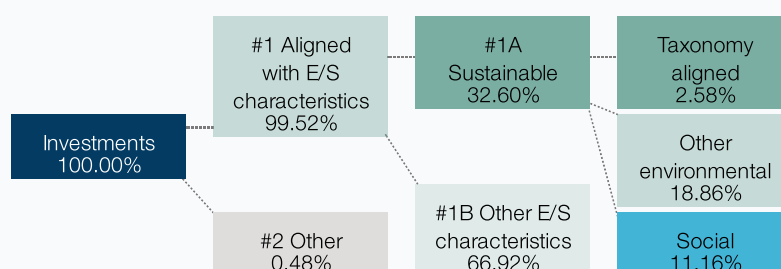 #1 Aligned
with E/S
characteristics
99.52%
#1A
Sustainable
32.60%
Taxonomy
aligned
2.58%
Investments
100.00%
Other
environmental
18.86%
#1B Other E/S
characteristics
66.92%
#2 Other
0.48%
Social
11.16%